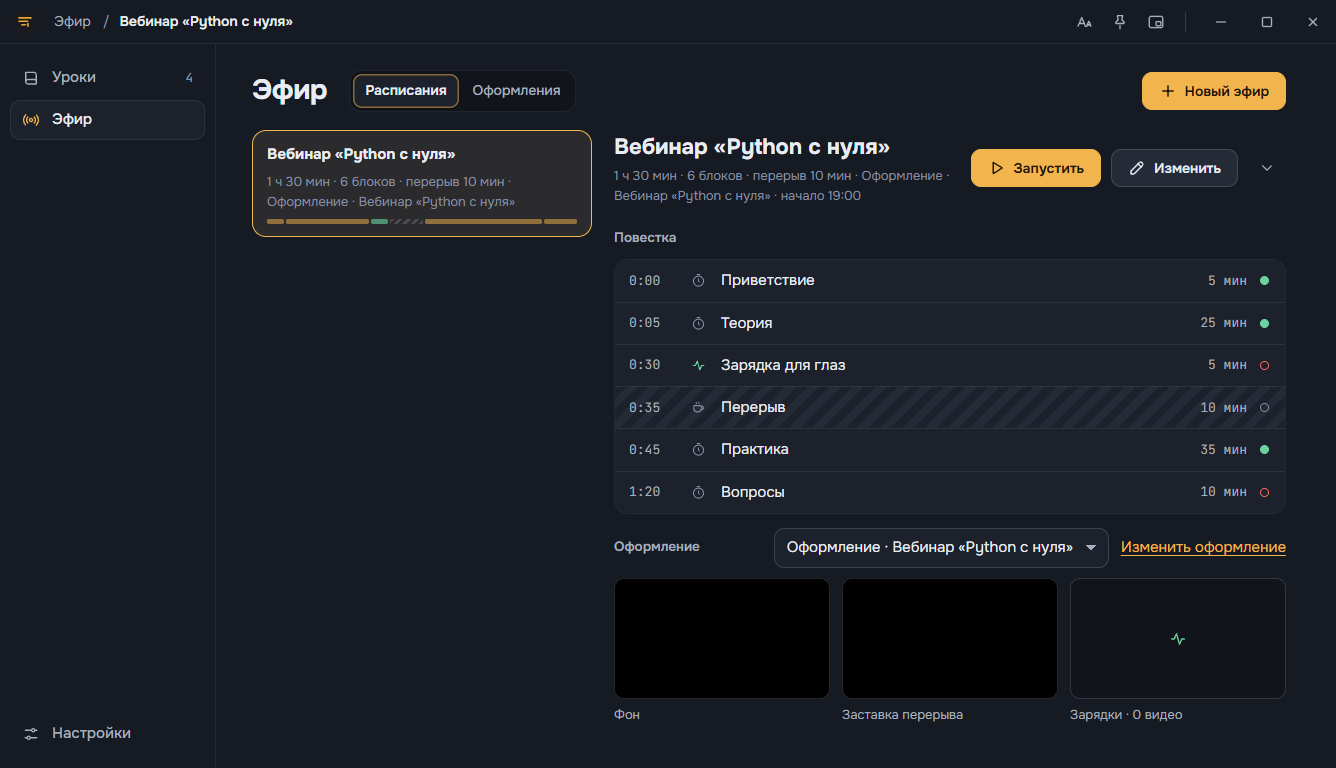 Эфир / Вебинар «Python с нуля»
Уроки 4
Эфир
Настройки
Эфир
Расписания
Оформления
+ Новый эфир
Вебинар «Python с нуля»
1 ч 30 мин · 6 блоков · перерыв 10 мин ·
Оформление · Вебинар «Python с нуля»
Вебинар «Python с нуля»
1 ч 30 мин · 6 блоков · перерыв 10 мин · Оформление ·
Вебинар «Python с нуля» · начало 19:00
Запустить
Изменить
Повестка
0:00 Приветствие 5 мин
0:05 Теория 25 мин
0:30 Зарядка для глаз 5 мин
0:35 Перерыв 10 мин
0:45 Практика 35 мин
1:20 Вопросы 10 мин
Оформление
Оформление · Вебинар «Python с нуля»
Изменить оформление
Фон
Заставка перерыва
Зарядки · 0 видео